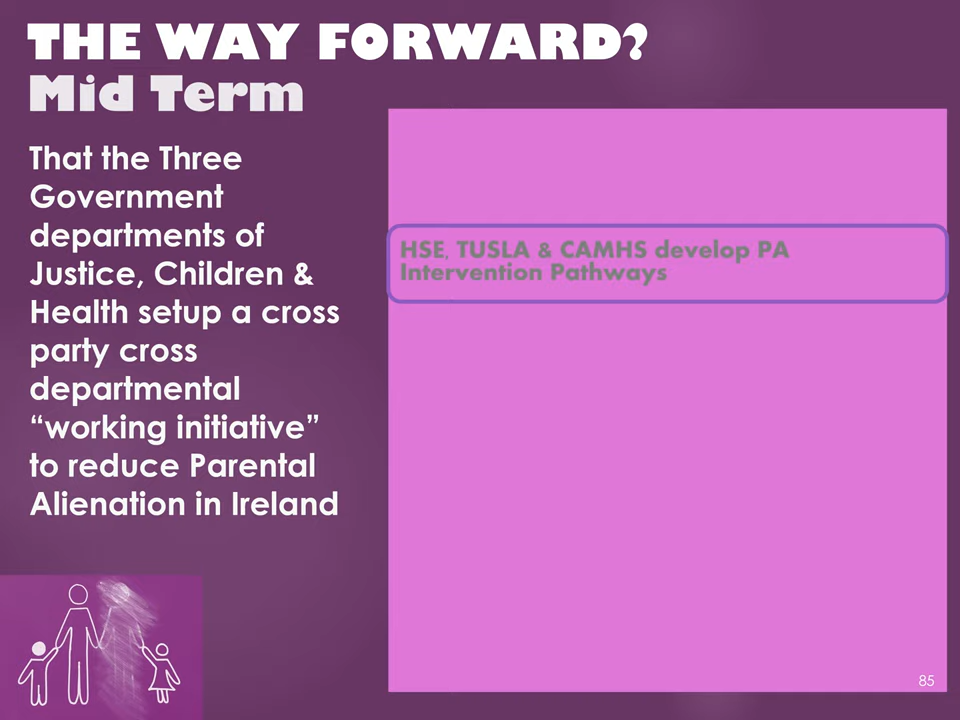 THE WAY FORWARD?
Mid Term
That the Three
Government
departments of
Justice, Children &
Health setup a cross
party cross
departmental
“working initiative”
to reduce Parental
Alienation in Ireland
HSE, TUSLA & CAMHS develop PA
Intervention Pathways
85